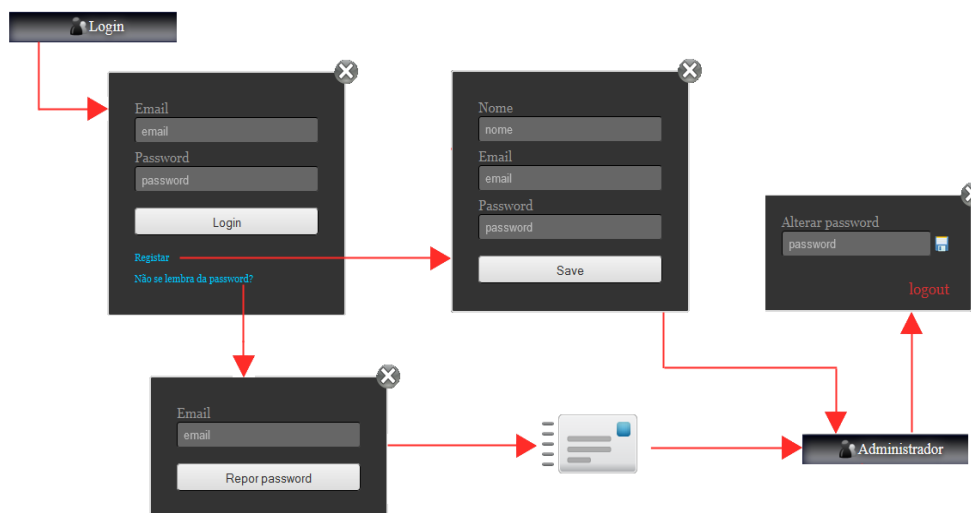 Login
Email
email
Password
password
Login
Registar
Não se lembra da password?
Nome
nome
Email
email
Password
password
Save
Alterar password
password
logout
Email
email
Repor password
Administrador